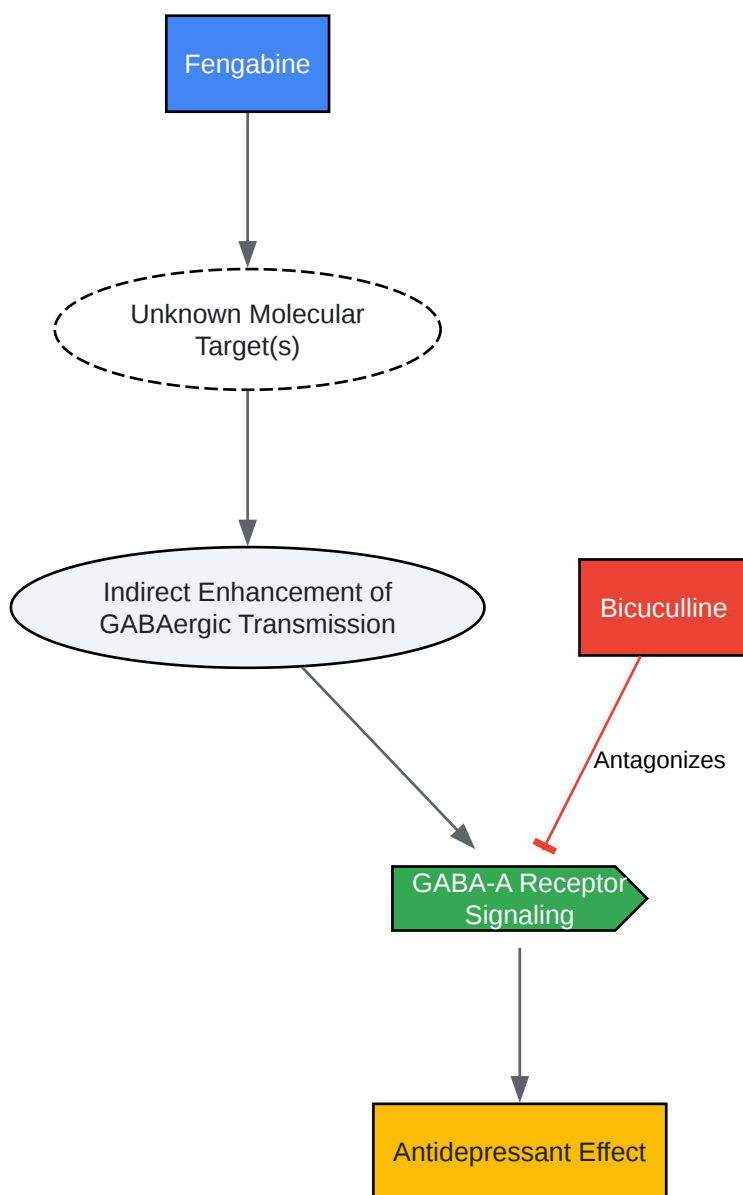 Fengabine
Unknown Molecular
Target(s)
Indirect Enhancement of
GABAergic Transmission
Bicuculline
Antagonizes
GABA-A Receptor
Signaling
Antidepressant Effect